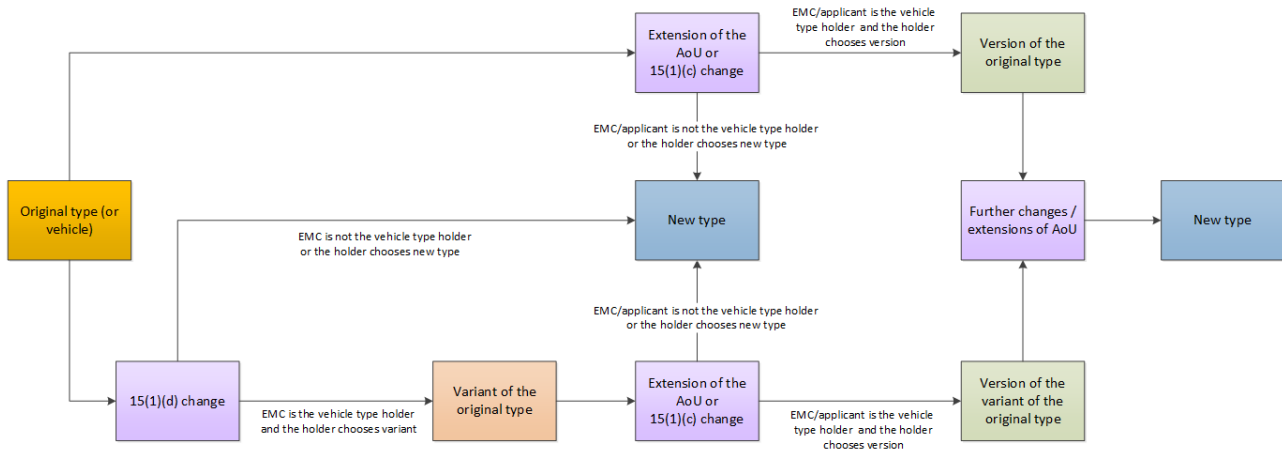 EMC/applicant is the vehicle
type holder and the holder
chooses version
Extension of the
AoU or
15(1)(c) change
Version of the
original type
EMC/applicant is not the vehicle type holder
or the holder chooses new type
Original type (or
vehicle)
New type
Further changes /
extensions of AoU
New type
EMC is not the vehicle type holder
or the holder chooses new type
EMC/applicant is not the vehicle type holder
or the holder chooses new type
15(1)(d) change
EMC is the vehicle type holder
and the holder chooses variant
Variant of the
original type
Extension of the
AoU or
15(1)(c) change
EMC/applicant is the vehicle
type holder and the holder
chooses version
Version of the
variant of the
original type